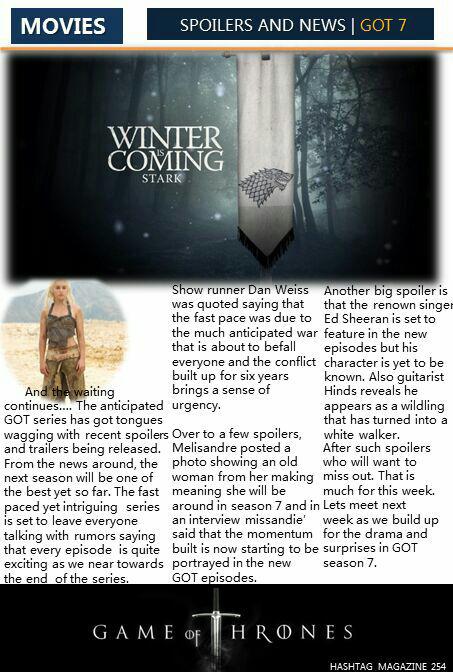 MOVIES
SPOILERS AND NEWS | GOT 7
WINTER
IS
COMING
STARK
And the waiting
continues.... The anticipated
GOT series has got tongues
wagging with recent spoilers
and trailers being released.
From the news around, the
next season will be one of
the best yet so far. The fast
paced yet intriguing series
is set to leave everyone
talking with rumors saying
that every episode is quite
exciting as we near towards
the end of the series.
Show runner Dan Weiss
was quoted saying that
the fast pace was due to
the much anticipated war
that is about to befall
everyone and the conflict
built up for six years
brings a sense of
urgency.
Over to a few spoilers,
Melisandre posted a
photo showing an old
woman from her making
meaning she will be
around in season 7 and in
an interview missandie'
said that the momentum
built is now starting to be
portrayed in the new
GOT episodes.
Another big spoiler is
that the renown singer
Ed Sheeran is set to
feature in the new
episodes but his
character is yet to be
known. Also guitarist
Hinds reveals he
appears as a wildling
that has turned into a
white walker.
After such spoilers
who will want to
miss out. That is
much for this week.
Lets meet next
week as we build up
for the drama and
surprises in GOT
season 7.
GAME OF THRONES
HASHTAG MAGAZINE 254